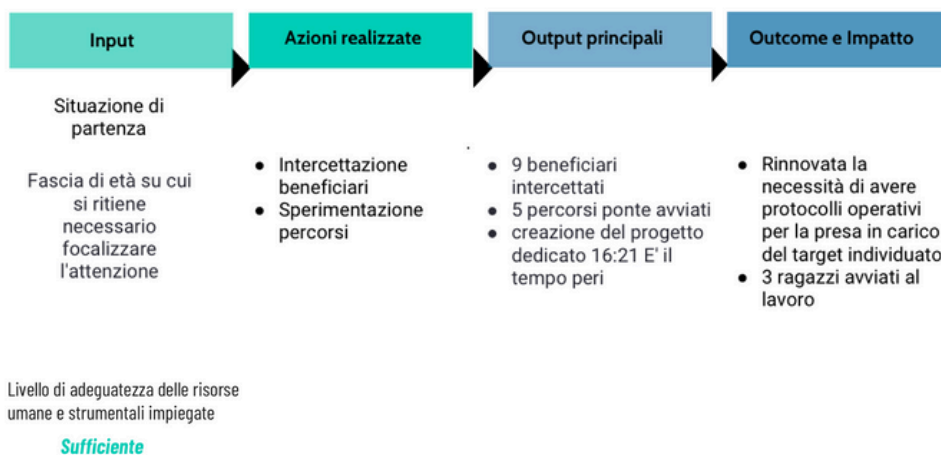 Input
Situazione di
partenza
Fascia di età su cui
si ritiene
necessario
focalizzare
l'attenzione
Azioni realizzate
● Intercettazione
beneficiari
● Sperimentazione
percorsi
Output principali
● 9 beneficiari
intercettati
● 5 percorsi ponte avviati
● creazione del progetto
dedicato 16:21 E' il
tempo peri
Outcome e Impatto
● Rinnovata la
necessità di avere
protocolli operativi
per la presa in carico
del target individuato
● 3 ragazzi avviati al
lavoro
Livello di adeguatezza delle risorse
umane e strumentali impiegate
Sufficiente